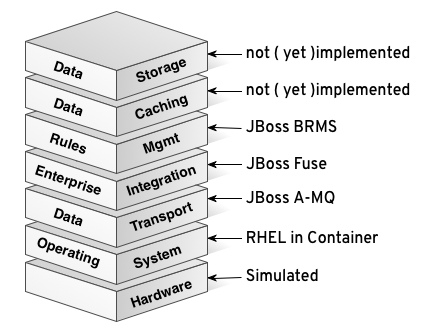 Data Storage not ( yet )implemented
Data Caching not ( yet )implemented
Rules Mgmt JBoss BRMS
Enterprise Integration JBoss Fuse
Data Transport JBoss A-MQ
Operating System RHEL in Container
Hardware Simulated